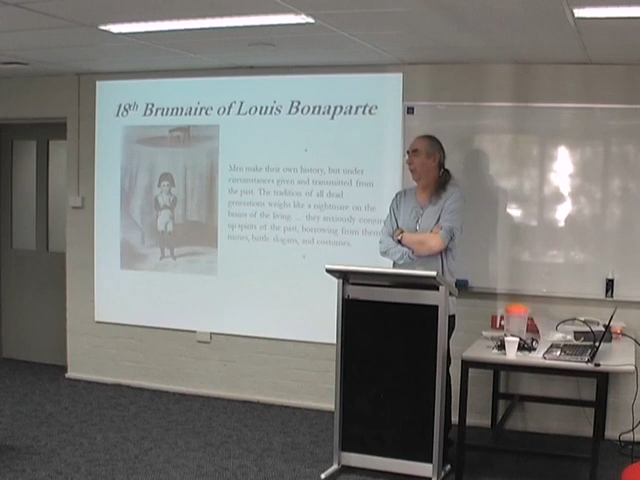 18th Brumaire of Louis Bonaparte
Men make their own history, but under
circumstances given and transmitted from
the past. The tradition of all dead
generations weighs like a nightmare on the
brains of the living. ... they anxiously
up spirits of the past, borrowing from them
names, battle slogans, and costumes.